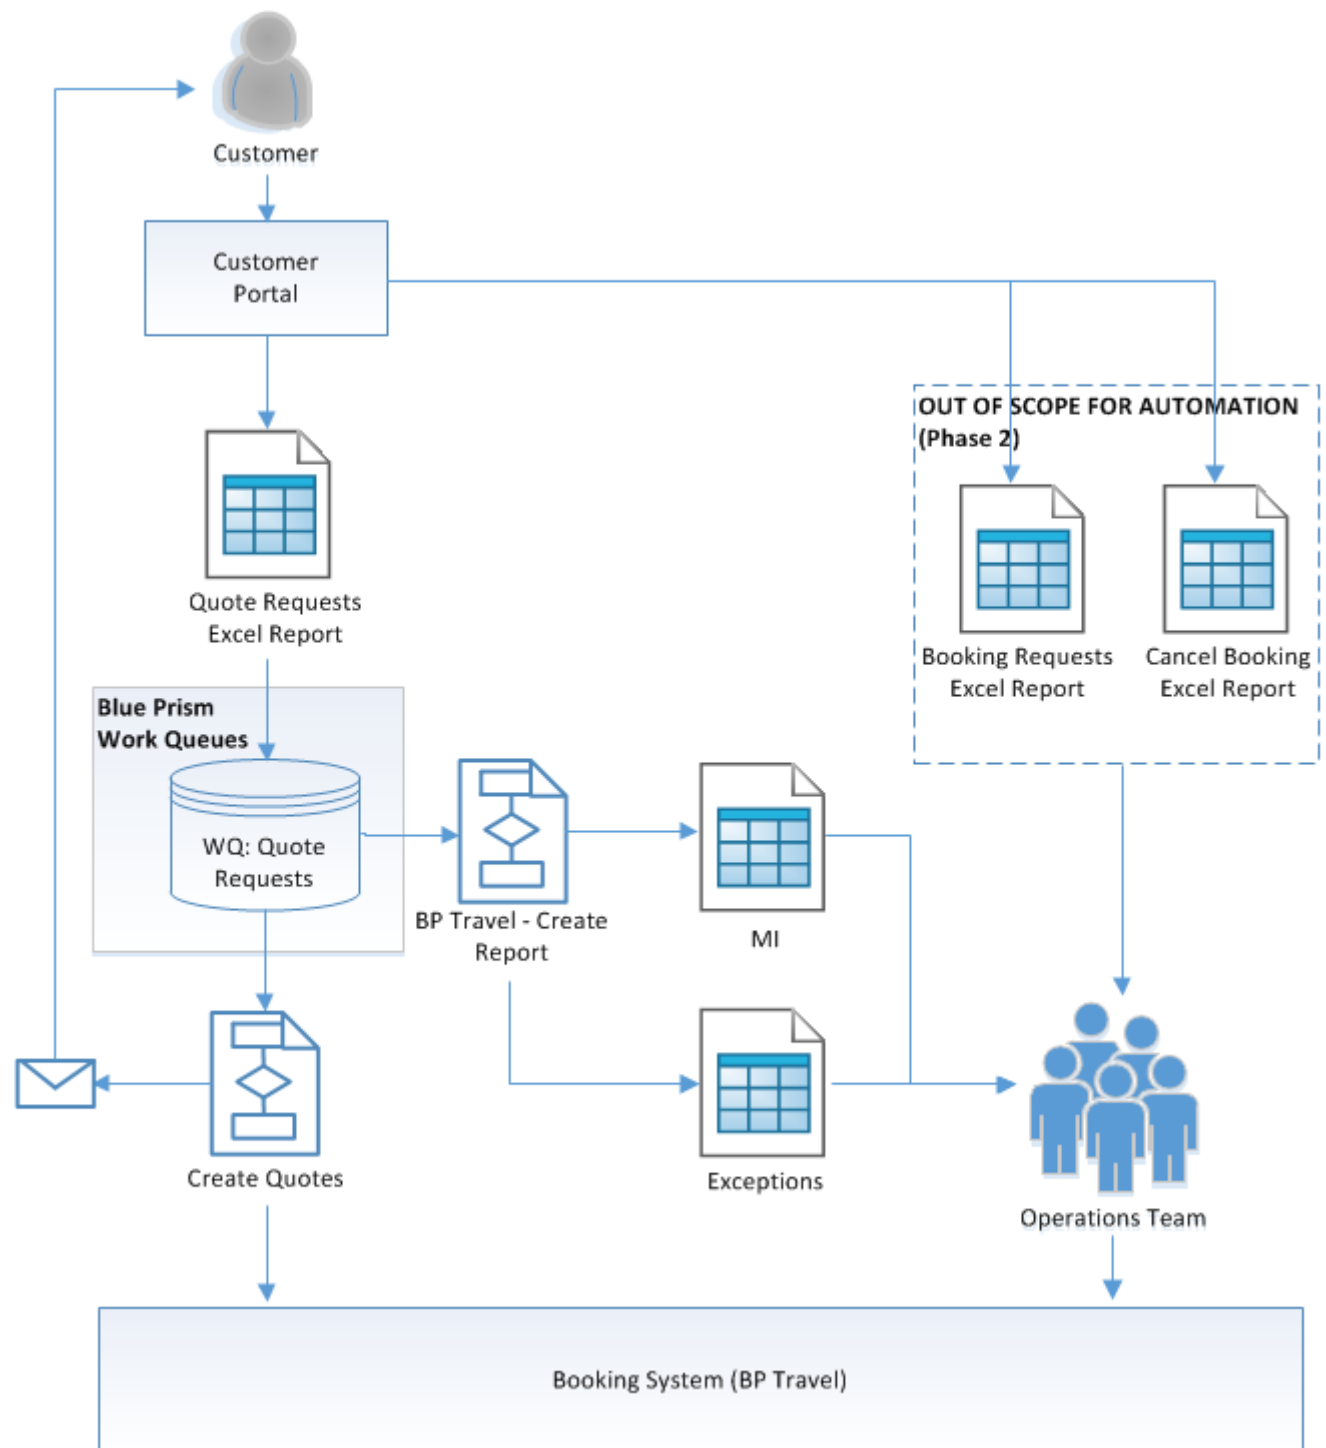 Customer
Customer
Portal
OUT OF SCOPE FOR AUTOMATION
(Phase 2)
Quote Requests
Excel Report
Booking Requests
Excel Report
Cancel Booking
Excel Report
Blue Prism
Work Queues
WQ: Quote
Requests
BP Travel - Create
Report
MI
Create Quotes
Exceptions
Operations Team
Booking System (BP Travel)